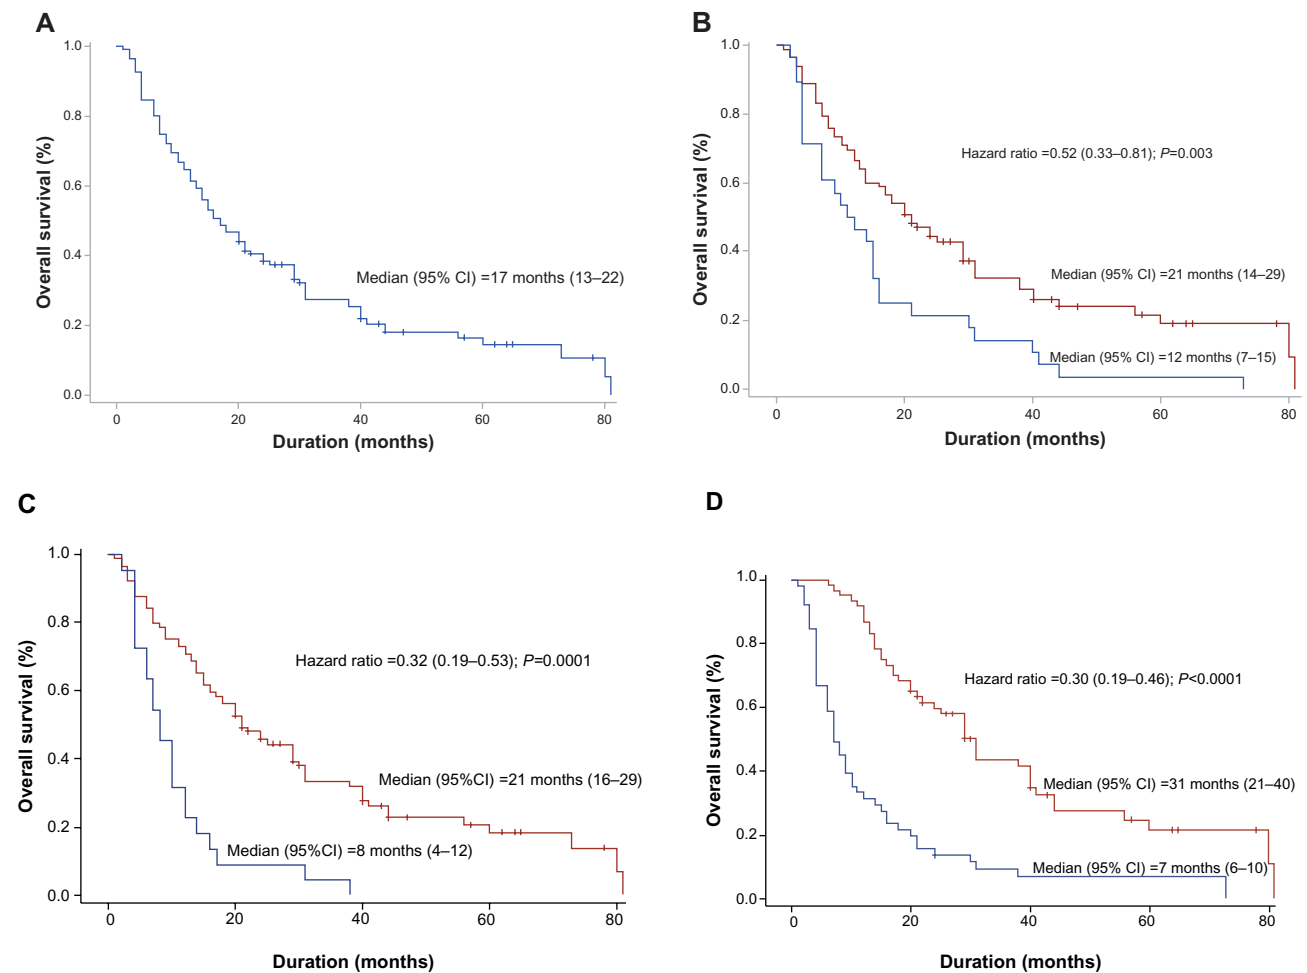 A
1.0
0.8
0.6
0.4
0.2
0.0
Overall survival (%)
Median (95% CI) =17 months (13–22)
0 20 40 60 80
Duration (months)
B
1.0
0.8
0.6
0.4
0.2
0.0
Overall survival (%)
Hazard ratio =0.52 (0.33–0.81); P=0.003
Median (95% CI) =21 months (14–29)
Median (95% CI) =12 months (7–15)
0 20 40 60 80
Duration (months)
C
1.0
0.8
0.6
0.4
0.2
0.0
Overall survival (%)
Hazard ratio =0.32 (0.19–0.53); P=0.0001
Median (95%CI) =21 months (16–29)
Median (95%CI) =8 months (4–12)
0 20 40 60 80
Duration (months)
D
1.0
0.8
0.6
0.4
0.2
0.0
Overall survival (%)
Hazard ratio =0.30 (0.19–0.46); P<0.0001
Median (95% CI) =31 months (21–40)
Median (95% CI) =7 months (6–10)
0 20 40 60 80
Duration (months)